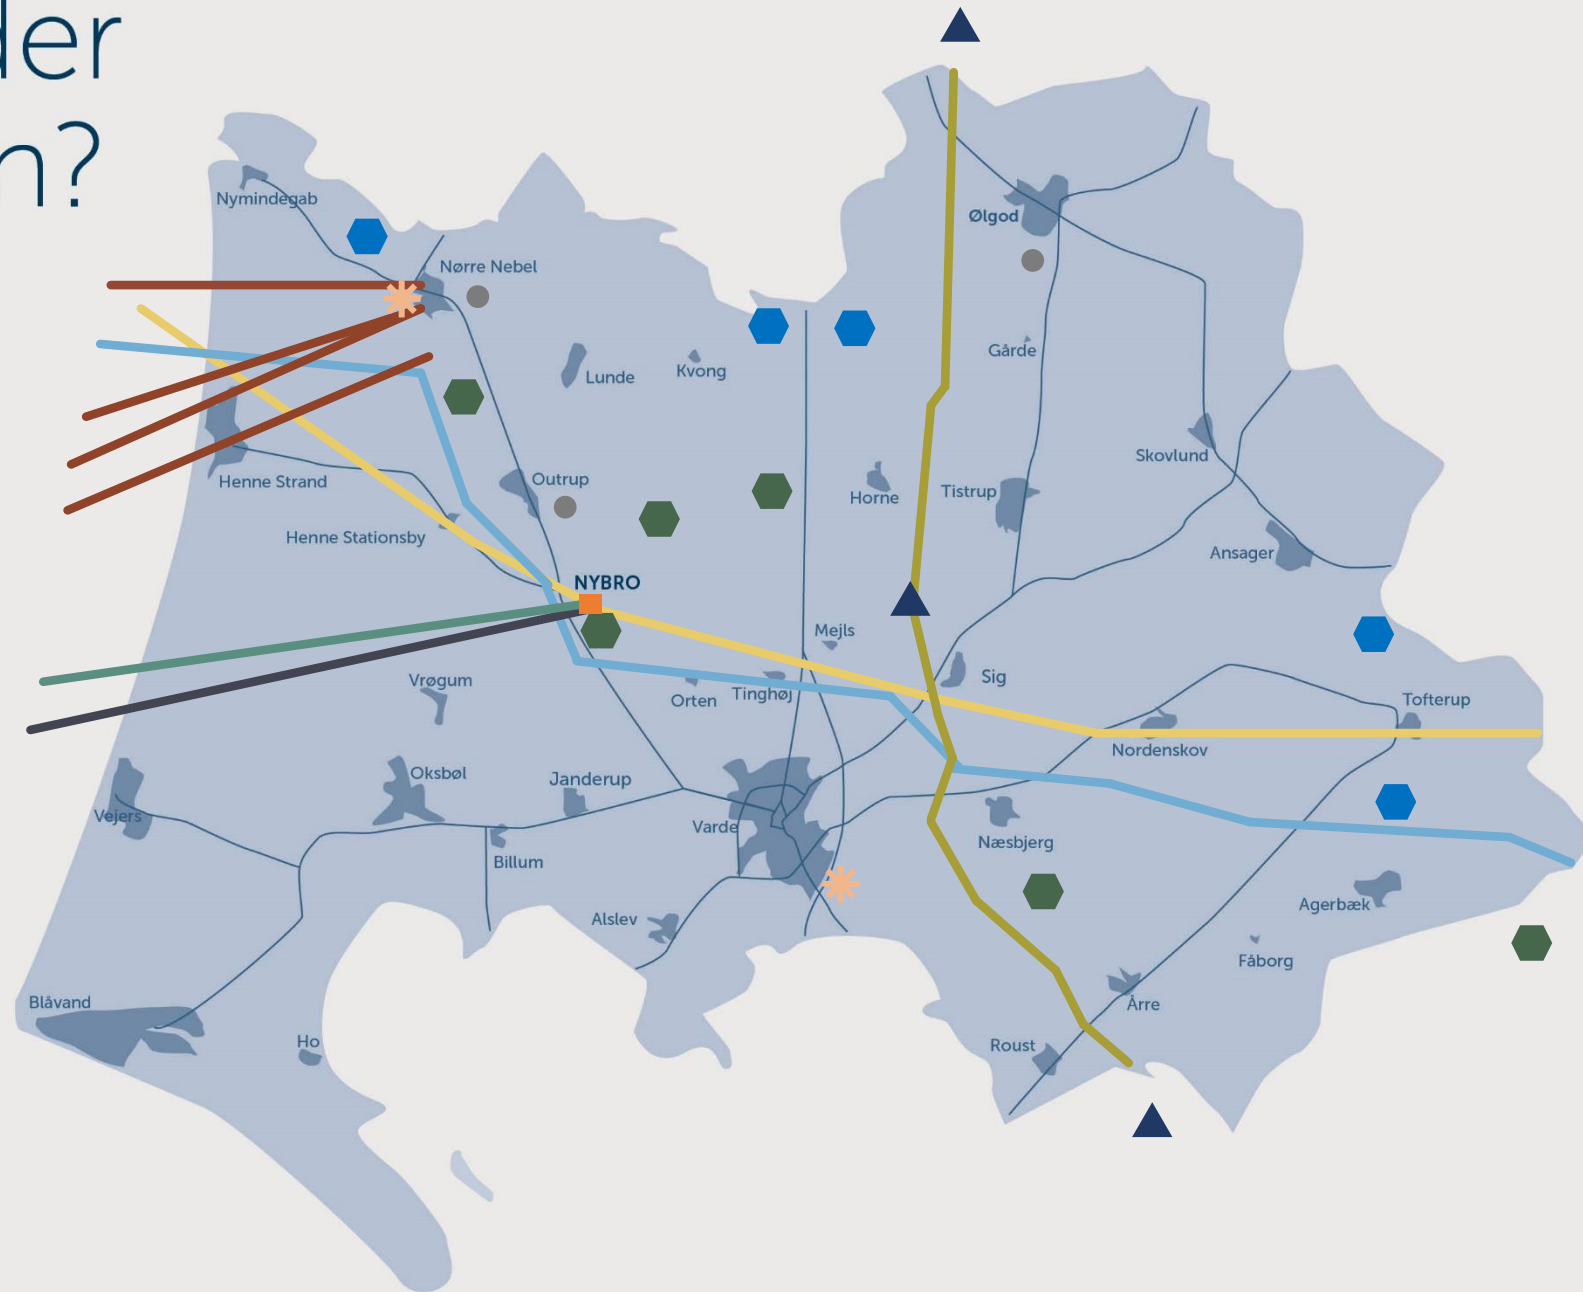 der
n?
Nymindegab
Ølgod
Nørre Nebel
Gårde
Lunde
Kvong
Skovlund
Henne Strand
Outrup
Horne
Tistrup
Henne Stationsby
Ansager
NYBRO
Mejls
Vrøgum
Orten
Tinghøj
Sig
Tofterup
Nordenskov
Oksbøl
Janderup
Vejers
Varde
Næsbjerg
Billum
Alslev
Agerbæk
Fåborg
Blåvand
Årre
Ho
Roust